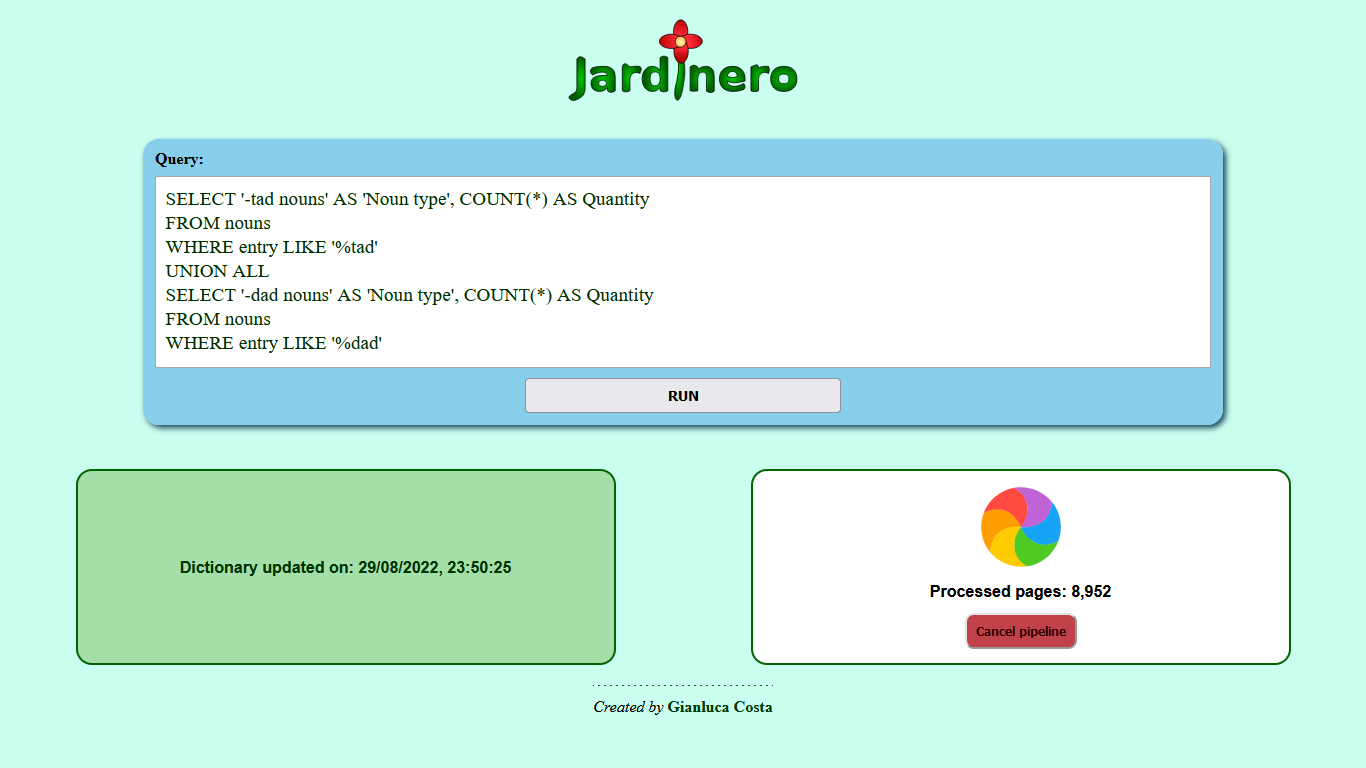 Jardinero
Query:
SELECT '-tad nouns' AS 'Noun type', COUNT(*) AS Quantity
FROM nouns
WHERE entry LIKE '%tad'
UNION ALL
SELECT '-dad nouns' AS 'Noun type', COUNT(*) AS Quantity
FROM nouns
WHERE entry LIKE '%dad'
RUN
Dictionary updated on: 29/08/2022, 23:50:25
Processed pages: 8,952
Cancel pipeline
Created by Gianluca Costa